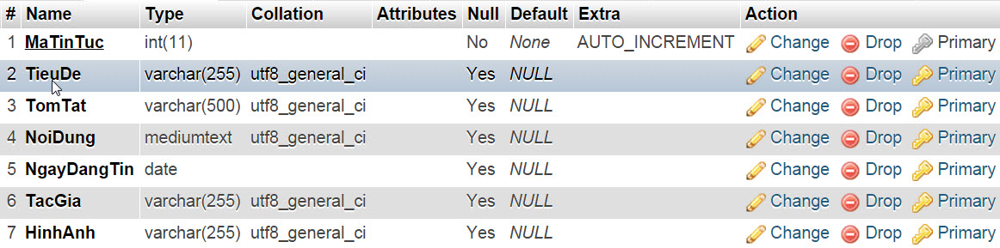 # Name Type Collation Attributes Null Default Extra Action
1 MaTinTuc int(11) No None AUTO_INCREMENT Change Drop Primary
2 TieuDe varchar(255) utf8_general_ci Yes NULL Change Drop Primary
3 TomTat varchar(500) utf8_general_ci Yes NULL Change Drop Primary
4 NoiDung mediumtext utf8_general_ci Yes NULL Change Drop Primary
5 NgayDangTin date Yes NULL Change Drop Primary
6 TacGia varchar(255) utf8_general_ci Yes NULL Change Drop Primary
7 HinhAnh varchar(255) utf8_general_ci Yes NULL Change Drop Primary